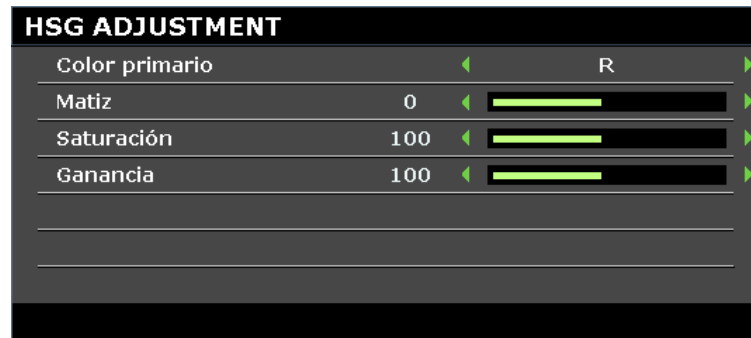 HSG ADJUSTMENT
Color primario R
Matiz 0
Saturación 100
Ganancia 100